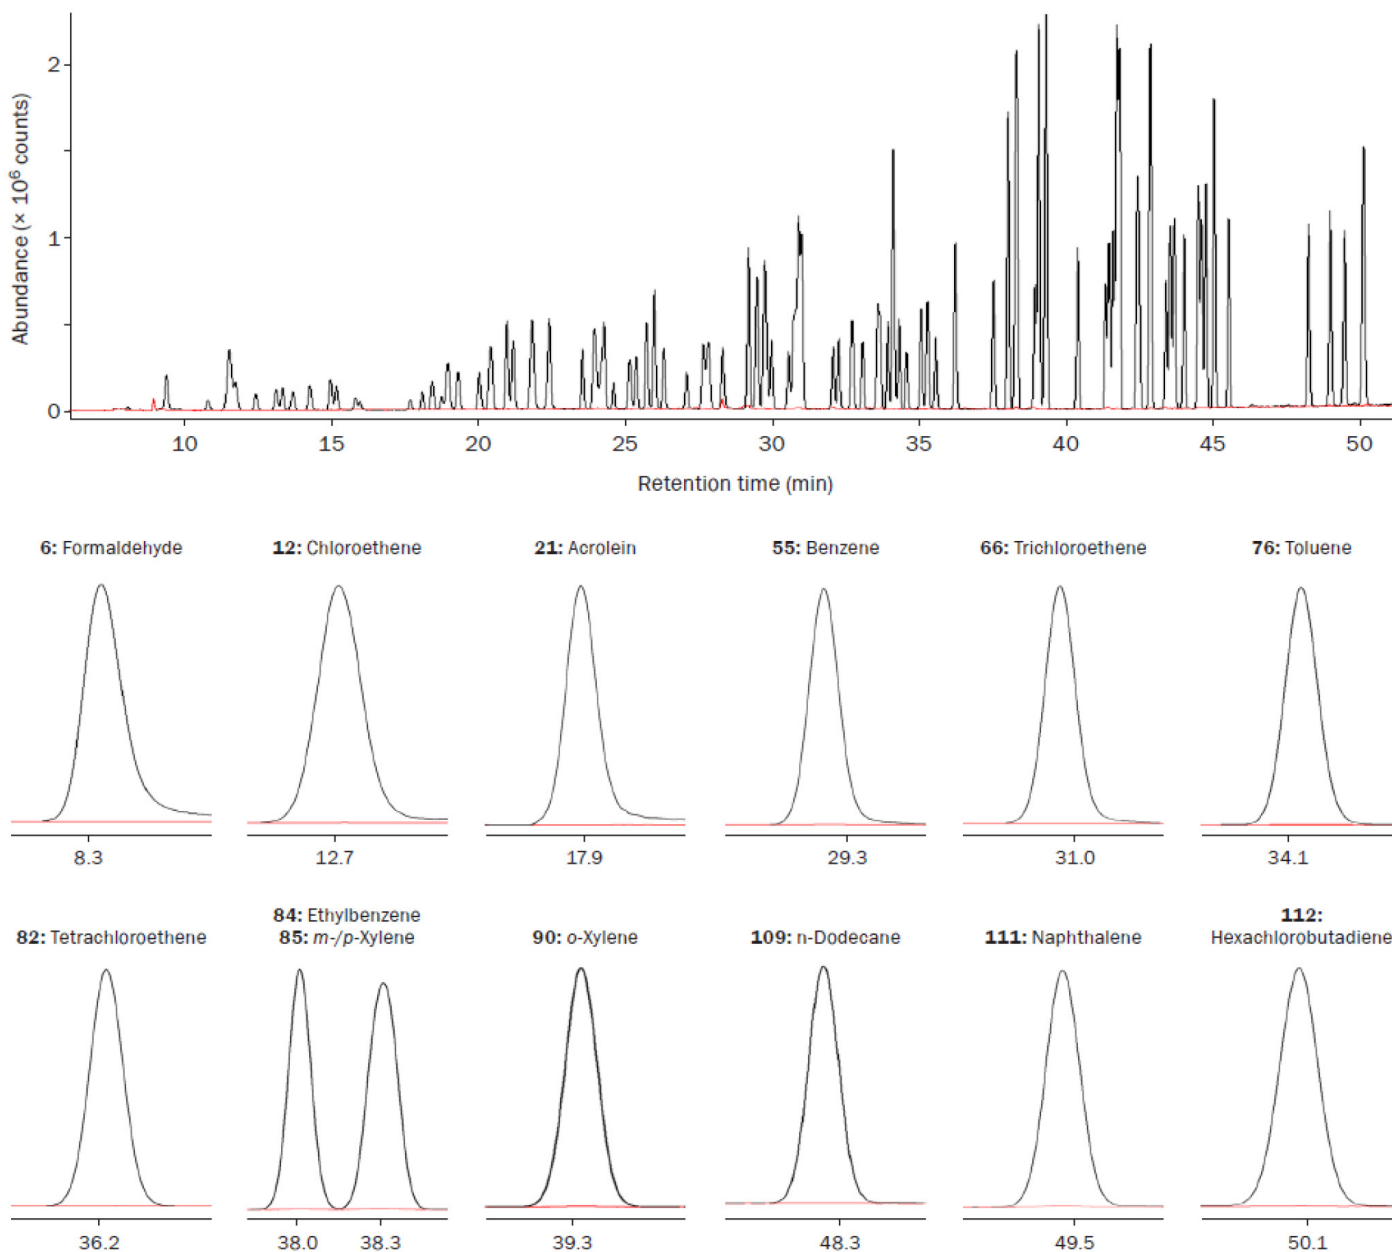 Abundance (× 10⁶ counts)
2
1
0
10 15 20 25 30 35 40 45 50
Retention time (min)
6: Formaldehyde 12: Chloroethene 21: Acrolein 55: Benzene 66: Trichloroethene 76: Toluene
8.3 12.7 17.9 29.3 31.0 34.1
82: Tetrachloroethene
84: Ethylbenzene
85: m-/p-Xylene
90: o-Xylene
109: n-Dodecane
111: Naphthalene
112:
Hexachlorobutadiene
36.2 38.0 38.3 39.3 48.3 49.5 50.1